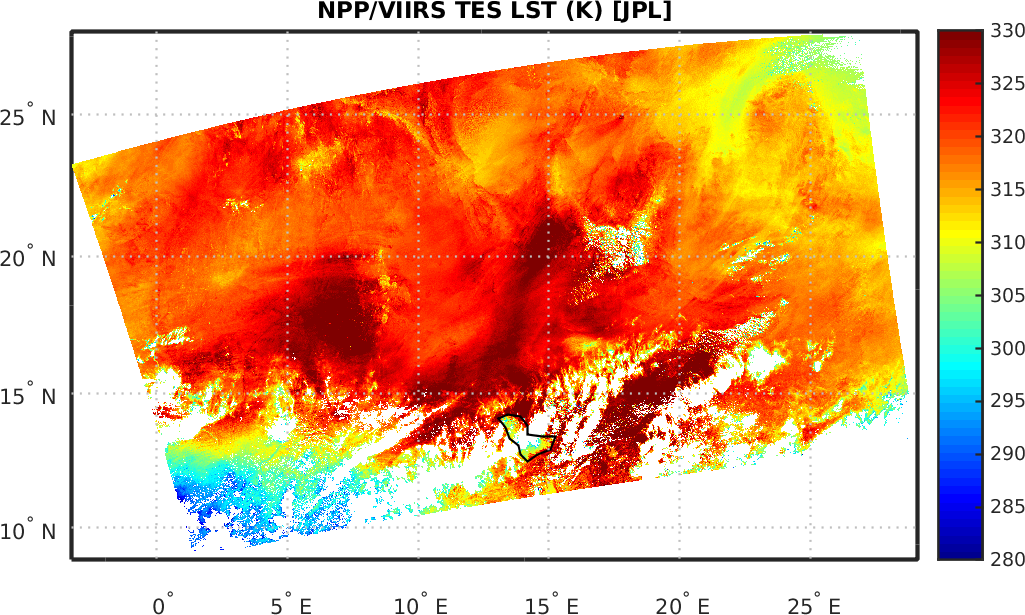 NPP/VIIRS TES LST (K) [JPL]
330
325
320
315
310
305
300
295
290
285
280
25° N
20° N
15° N
10° N
0° 5° E 10° E 15° E 20° E 25° E